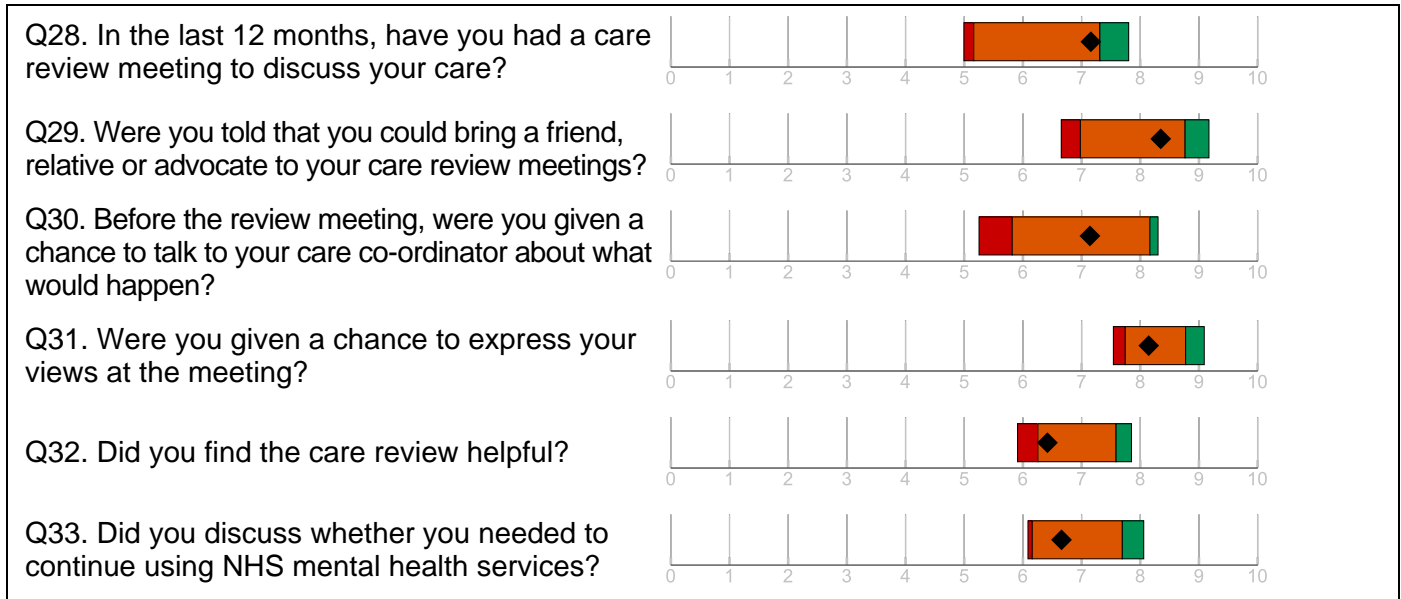 Q28. In the last 12 months, have you had a care
review meeting to discuss your care?
0 1 2 3 4 5 6 7 8 9 10
Q29. Were you told that you could bring a friend,
relative or advocate to your care review meetings?
0 1 2 3 4 5 6 7 8 9 10
Q30. Before the review meeting, were you given a
chance to talk to your care co-ordinator about what
would happen?
0 1 2 3 4 5 6 7 8 9 10
Q31. Were you given a chance to express your
views at the meeting?
0 1 2 3 4 5 6 7 8 9 10
Q32. Did you find the care review helpful?
0 1 2 3 4 5 6 7 8 9 10
Q33. Did you discuss whether you needed to
continue using NHS mental health services?
0 1 2 3 4 5 6 7 8 9 10